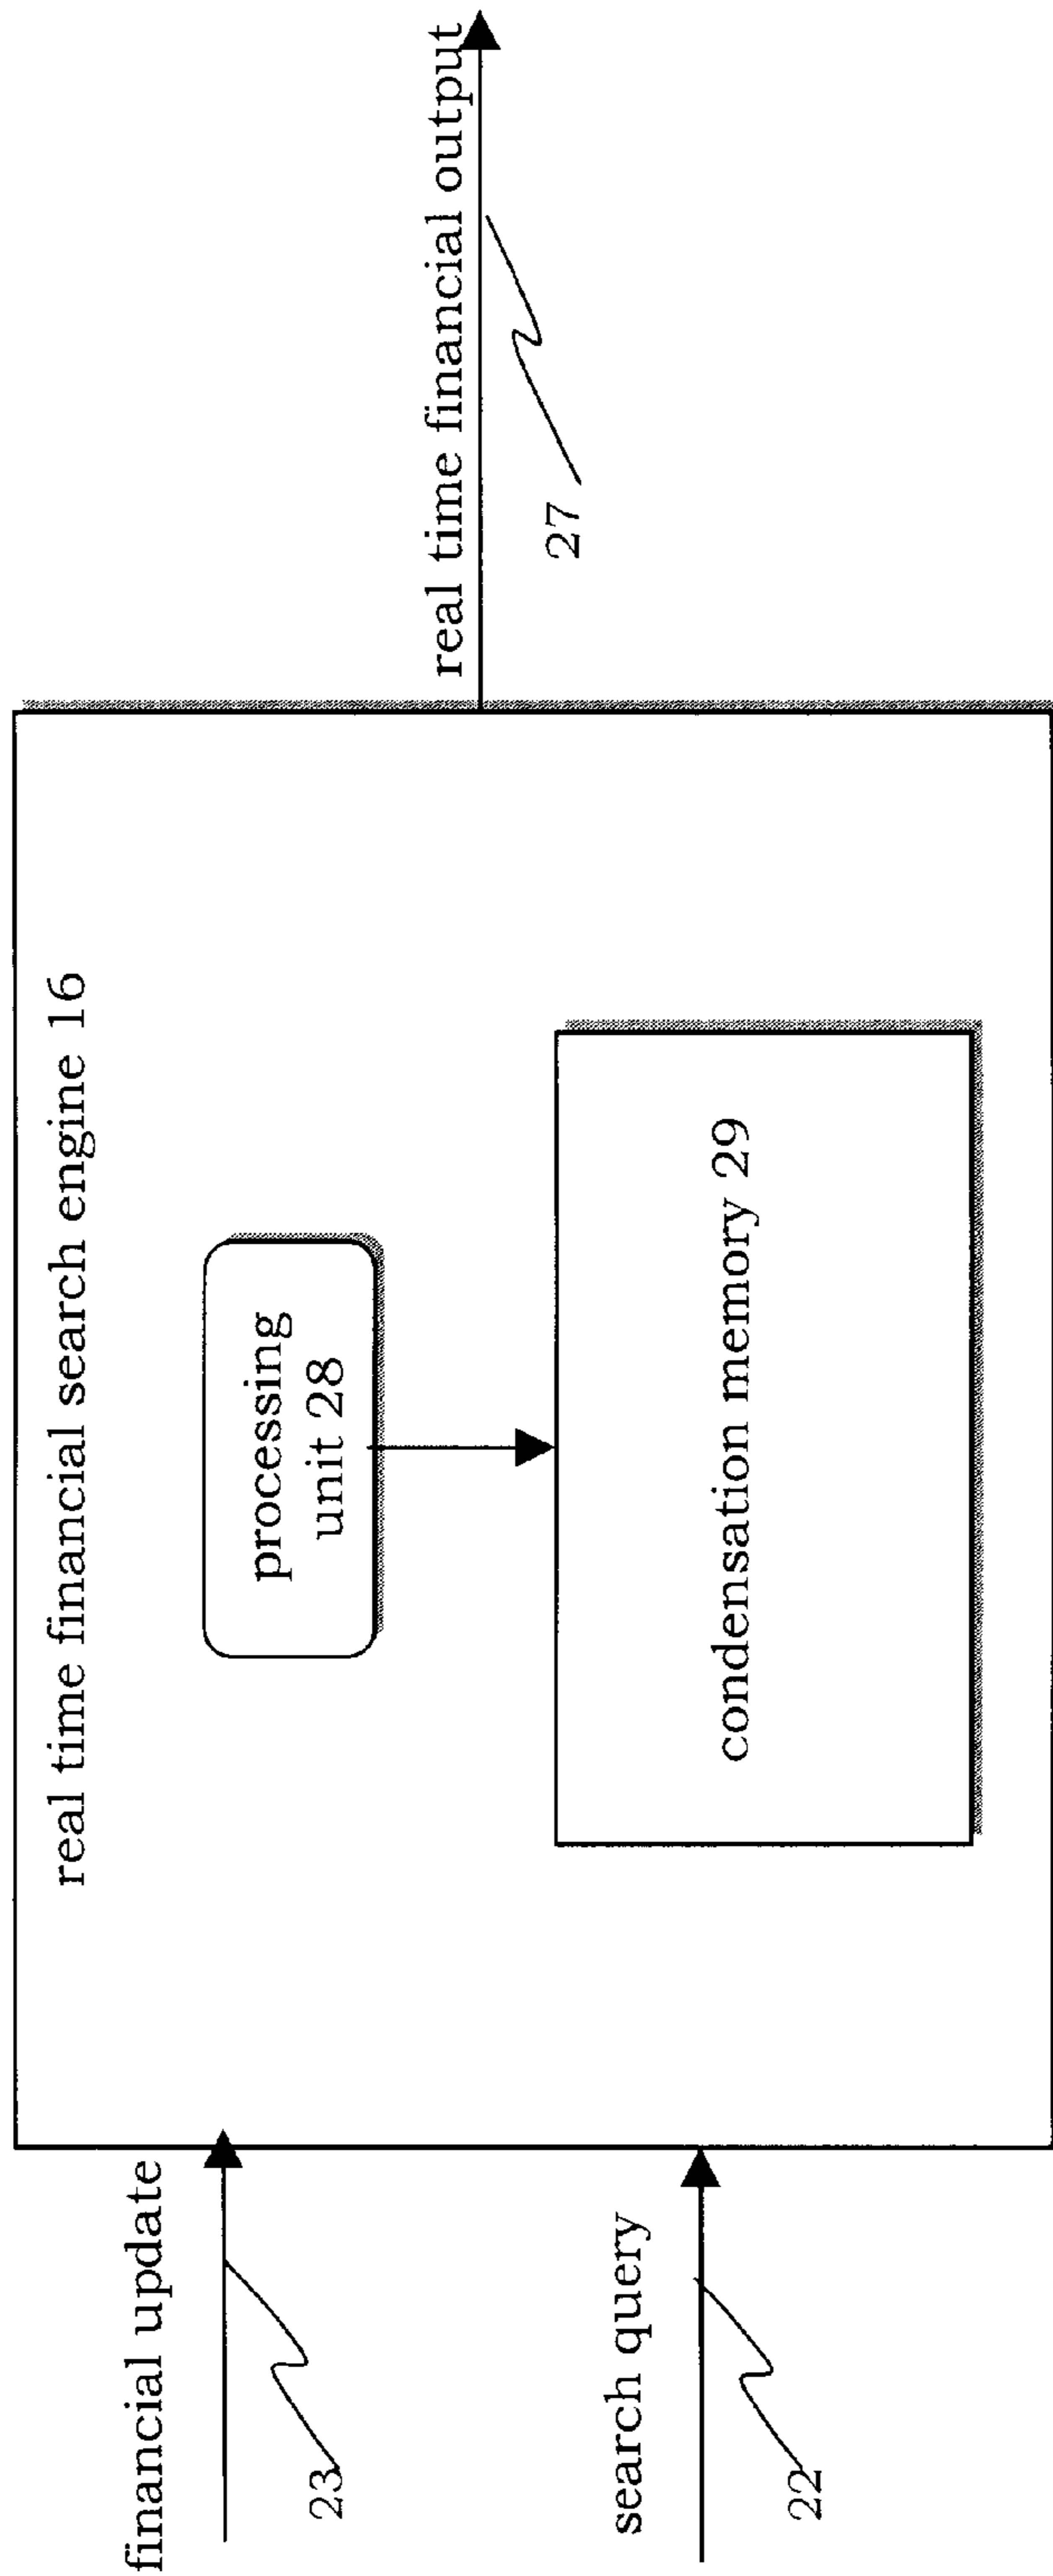 real time financial search engine 16
financial update
23
processing
unit 28
real time financial output
27
search query
22
condensation memory 29